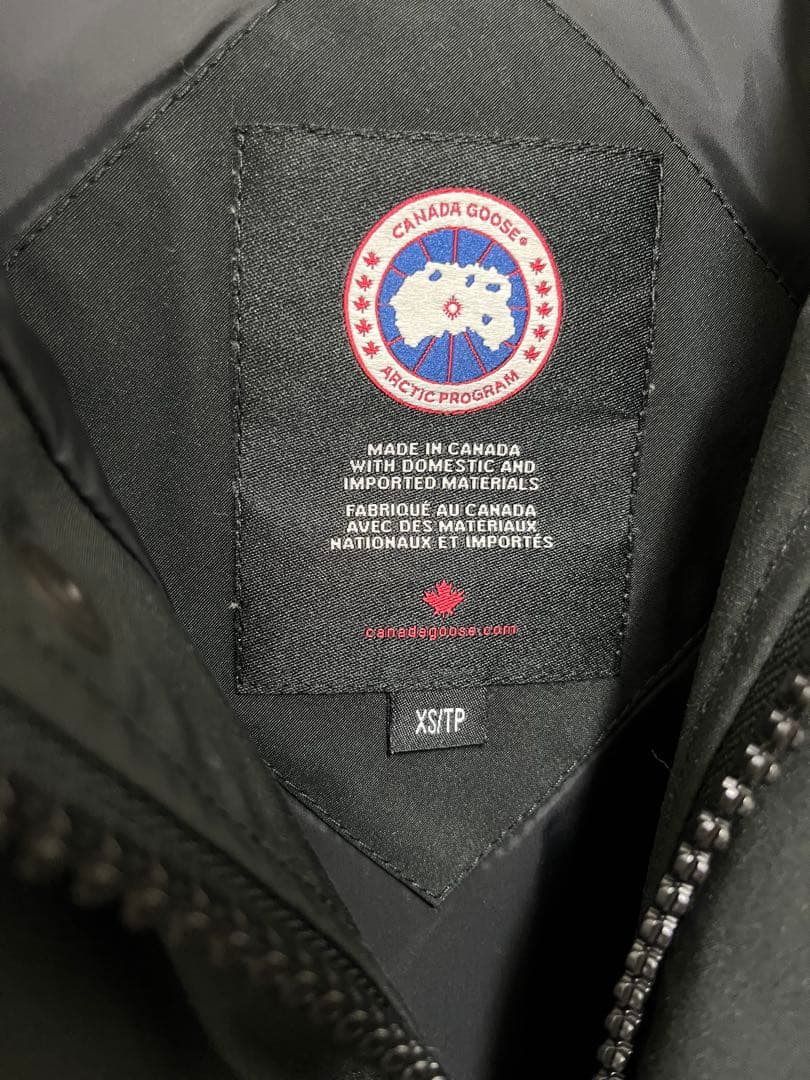 CANADA GOOSE®
ARCTIC PROGRAM
MADE IN CANADA
WITH DOMESTIC AND
IMPORTED MATERIALS
FABRIQUÉ AU CANADA
AVEC DES MATÉRIAUX
NATIONAUX ET IMPORTÉS
canadagoose.com
XS/TP